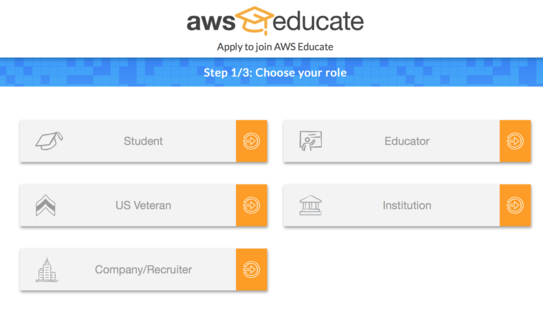 aws educate
Apply to join AWS Educate
Step 1/3: Choose your role
Student
Educator
US Veteran
Institution
Company/Recruiter